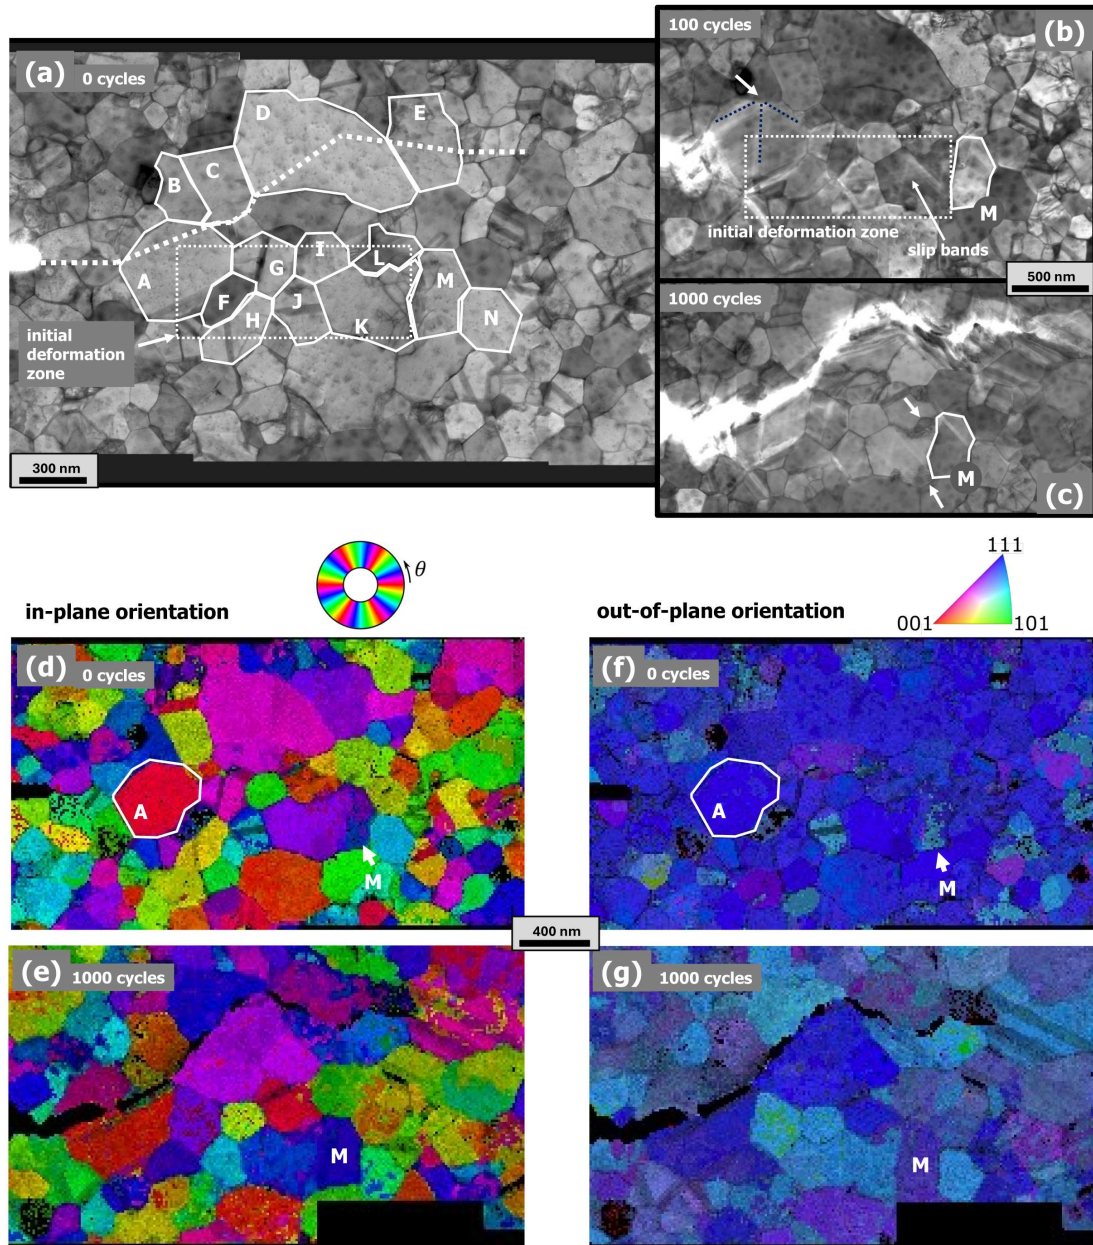 (a) 0 cycles
A
B
C
D
E
F
G
H
I
J
K
L
M
N
initial
deformation
zone
300 nm
100 cycles
(b)
initial deformation zone
slip bands
M
500 nm
1000 cycles
M
(c)
in-plane orientation
θ
out-of-plane orientation
111
001
101
(d) 0 cycles
A
M
(f) 0 cycles
A
M
400 nm
(e) 1000 cycles
M
(g) 1000 cycles
M